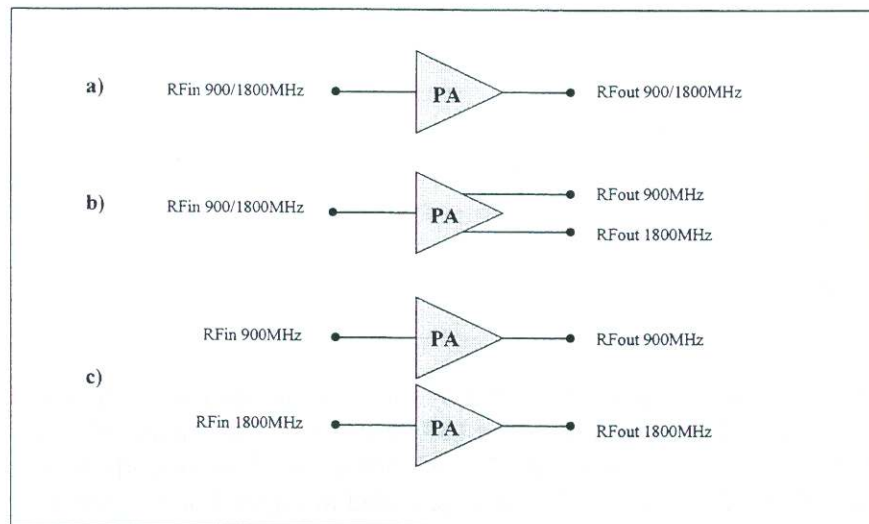 a) RFin 900/1800MHz PA RFout 900/1800MHz
RFout 900MHz
b) RFin 900/1800MHz PA
RFout 1800MHz
RFin 900MHz PA RFout 900MHz
c)
RFin 1800MHz PA RFout 1800MHz